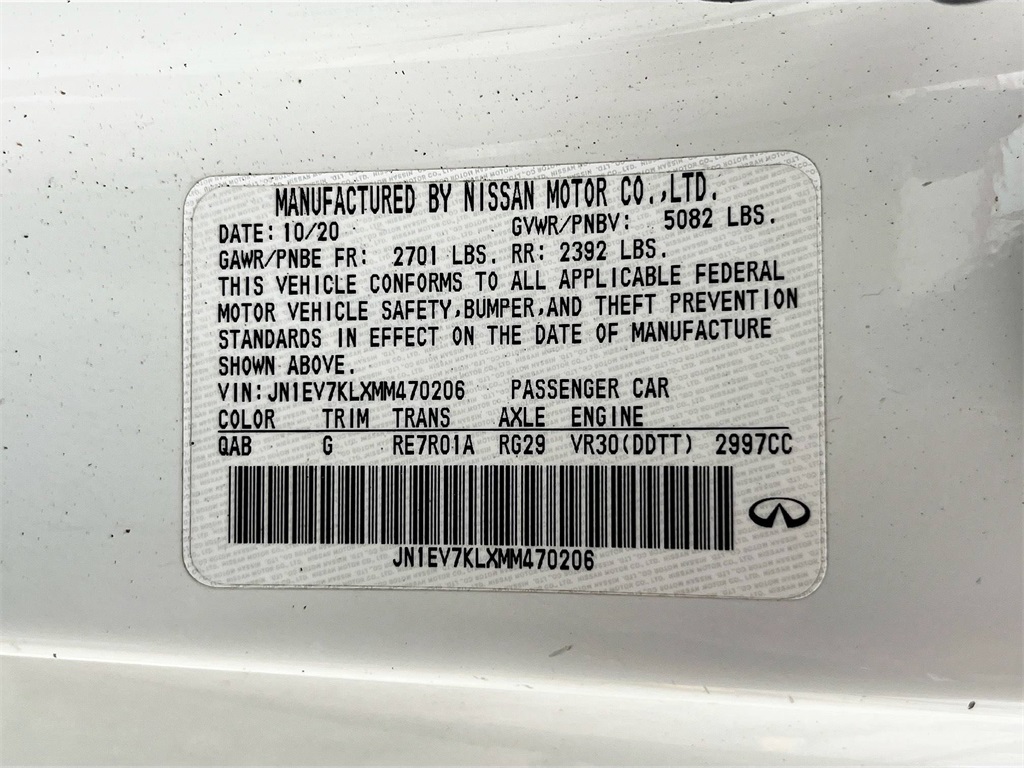 MANUFACTURED BY NISSAN MOTOR CO.,LTD.
DATE: 10/20 GVWR/PNBV: 5082 LBS.
GAWR/PNBE FR: 2701 LBS. RR: 2392 LBS.
THIS VEHICLE CONFORMS TO ALL APPLICABLE FEDERAL
MOTOR VEHICLE SAFETY,BUMPER,AND THEFT PREVENTION
STANDARDS IN EFFECT ON THE DATE OF MANUFACTURE
SHOWN ABOVE.
VIN: JN1EV7KLXMM470206 PASSENGER CAR
COLOR TRIM TRANS AXLE ENGINE
QAB G RE7R01A RG29 VR30(DDTT) 2997CC
JN1EV7KLXMM470206